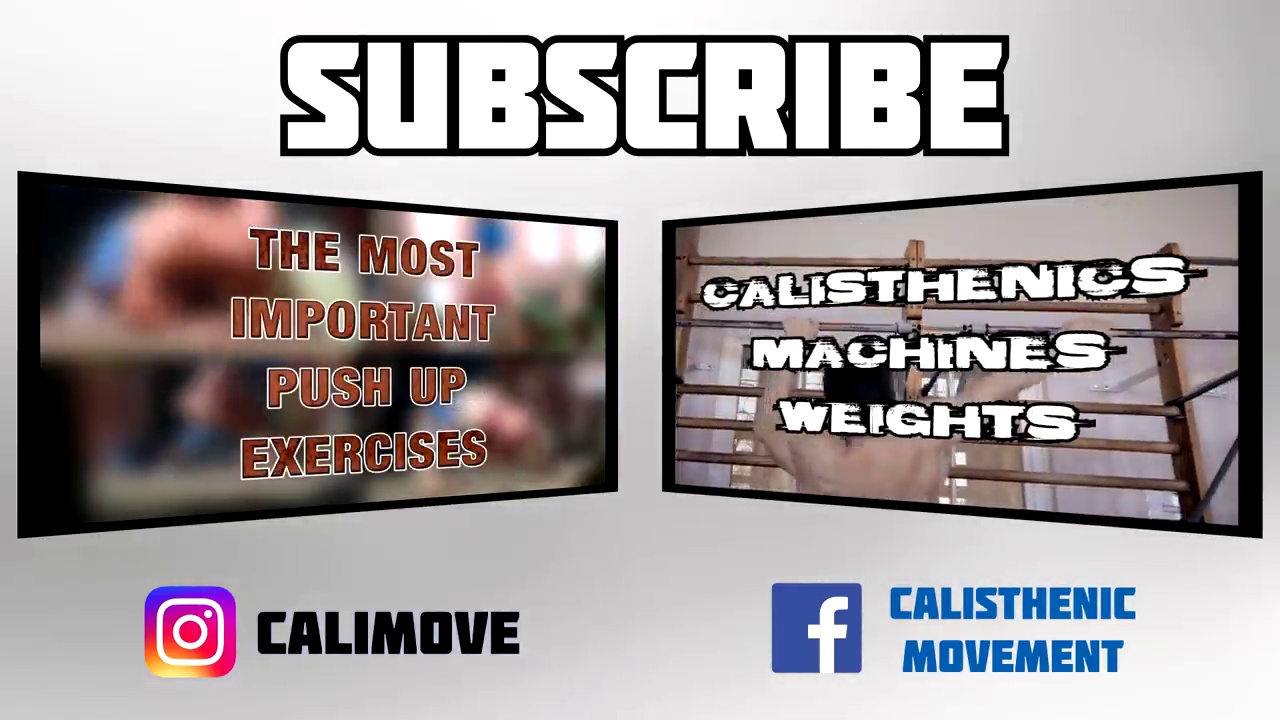 SUBSCRIBE
THE MOST
IMPORTANT
PUSH UP
EXERCISES
CALISTHENICS
MACHINES
WEIGHTS
CALIMOVE
CALISTHENIC
MOVEMENT